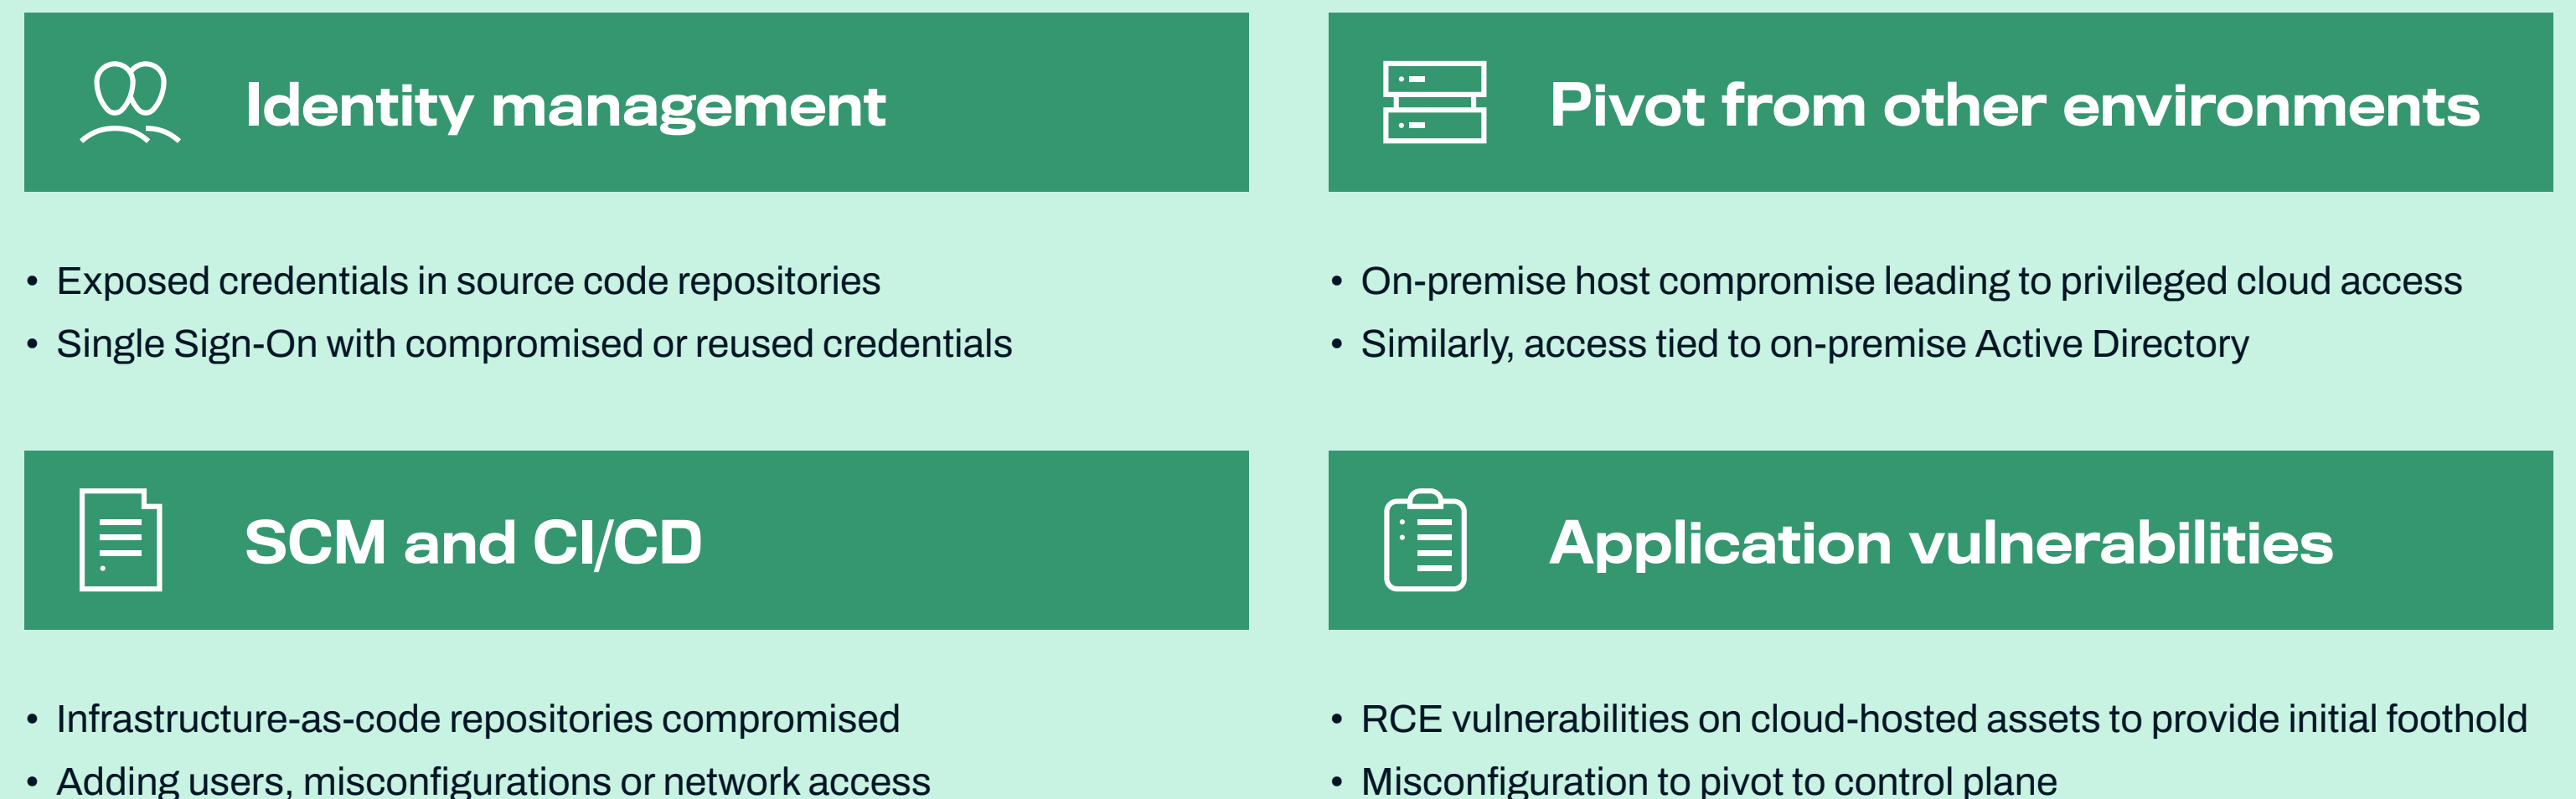 Identity management
• Exposed credentials in source code repositories
• Single Sign-On with compromised or reused credentials
Pivot from other environments
• On-premise host compromise leading to privileged cloud access
• Similarly, access tied to on-premise Active Directory
SCM and CI/CD
• Infrastructure-as-code repositories compromised
• Adding users, misconfigurations or network access
Application vulnerabilities
• RCE vulnerabilities on cloud-hosted assets to provide initial foothold
• Misconfiguration to pivot to control plane